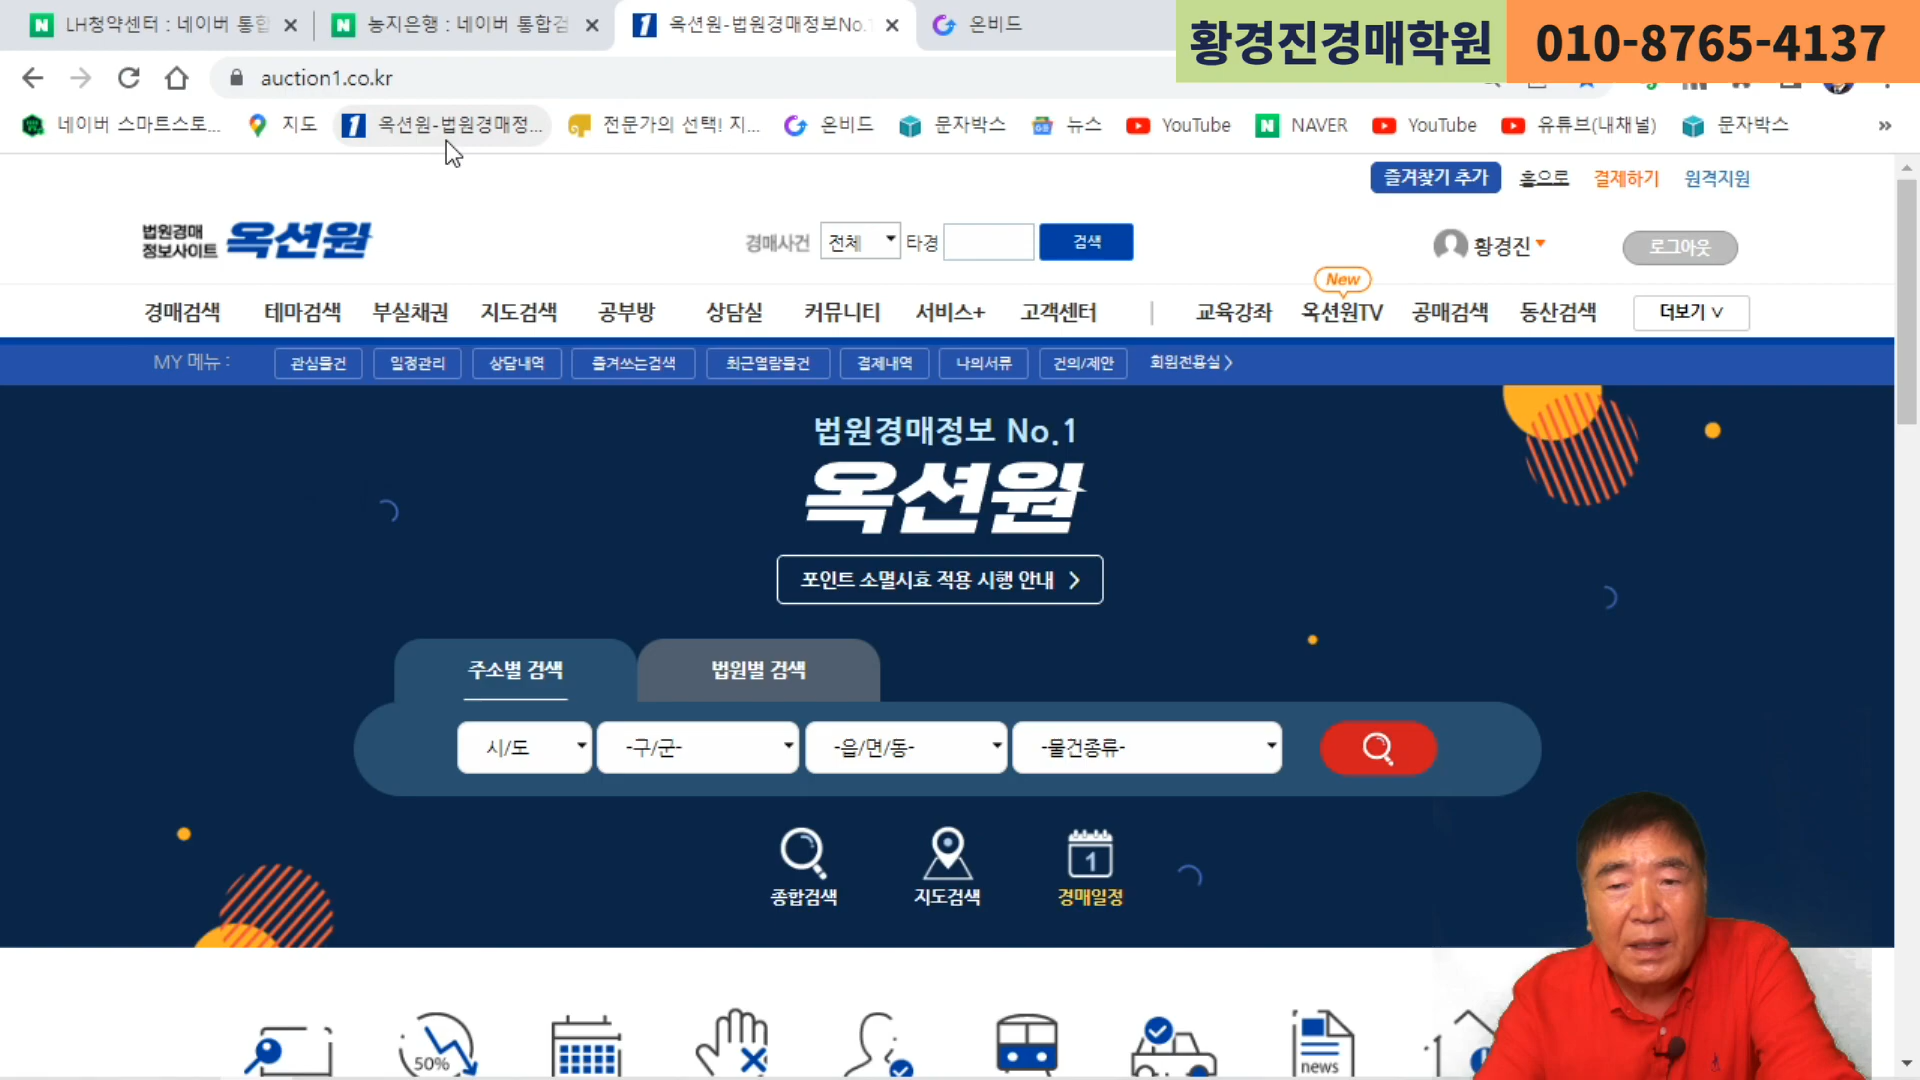 LH청약센터 : 네이버 통합
농지은행 : 네이버 통합검
옥션원-법원경매정보No.1
온비드
황경진경매학원
010-8765-4137
auction1.co.kr
네이버 스마트스토...
지도
옥션원-법원경매정...
전문가의 선택! 지...
온비드
문자박스
뉴스
YouTube
NAVER
YouTube
유튜브(내채널)
문자박스
»
즐겨찾기 추가
홈으로
결제하기
원격지원
법원경매
정보사이트
옥션원
경매사건
전체
타경
검색
황경진
로그아웃
New
경매검색
테마검색
부실채권
지도검색
공부방
상담실
커뮤니티
서비스+
고객센터
교육강좌
옥션원TV
공매검색
동산검색
더보기 ∨
MY 메뉴 :
관심물건
일정관리
상담내역
즐겨쓰는검색
최근열람물건
결제내역
나의서류
건의/제안
회원전용실 >
법원경매정보 No.1
옥션원
포인트 소멸시효 적용 시행 안내 >
주소별 검색
법원별 검색
시/도
-구/군-
-읍/면/동-
-물건종류-
종합검색
지도검색
1
경매일정
50%
news